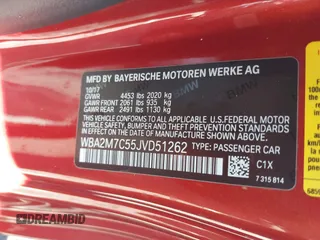 MFD BY BAYERISCHE MOTOREN WERKE AG
10/17
GVWR 4453 lbs 2020 kg
GAWR FRONT 2061 lbs 935 kg
GAWR REAR 2491 lbs 1130 kg
THIS VEHICLE CONFORMS TO ALL APPLICABLE U.S. FEDERAL MOTOR
VEHICLE SAFETY, BUMPER, AND THEFT PREVENTION STANDARDS IN
EFFECT ON THE DATE OF MANUFACTURE SHOWN ABOVE.
WBA2M7C55JVD51262 TYPE: PASSENGER CAR
C1X
7 315 814
DREAMBID